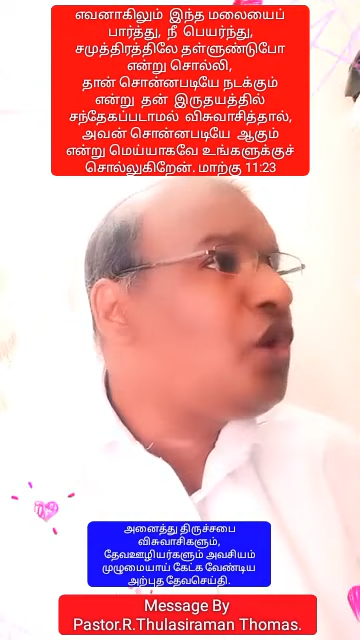 எவனாகிலும் இந்த மலையைப்
பார்த்து, நீ பெயர்ந்து,
சமுத்திரத்திலே தள்ளுண்டுபோ
என்று சொல்லி,
தான் சொன்னபடியே நடக்கும்
என்று தன் இருதயத்தில்
சந்தேகப்படாமல் விசுவாசித்தால்,
அவன் சொன்னபடியே ஆகும்
என்று மெய்யாகவே உங்களுக்குச்
சொல்லுகிறேன். மாற்கு 11:23
அனைத்து திருச்சபை
விசுவாசிகளும்,
தேவஊழியர்களும் அவசியம்
முழுமையாய் கேட்க வேண்டிய
அற்புத தேவசெய்தி.
Message By
Pastor.R.Thulasiraman Thomas.